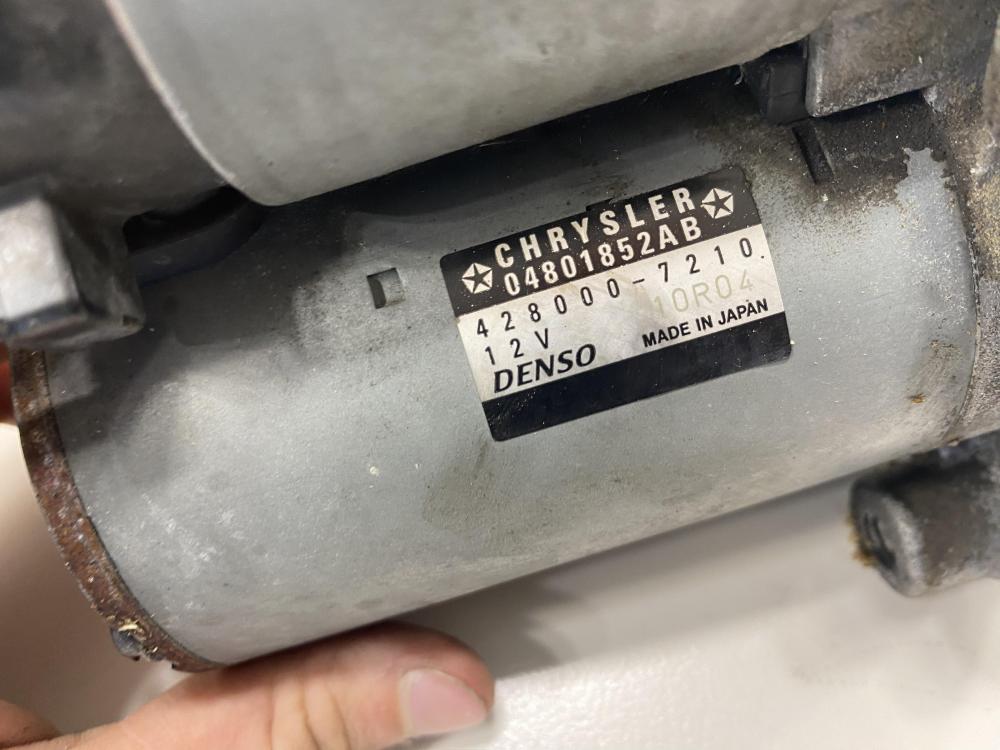 CHRYSLER
04801852AB
428000-7210.
12V 10R04
DENSO MADE IN JAPAN